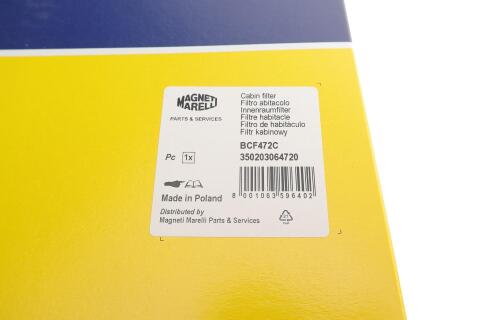 MAGNETI
MARELLI
PARTS & SERVICES
Cabin filter
Filtro abitacolo
Innenraumfilter
Filtre habitacle
Filtro de habitáculo
Filtr kabinowy
BCF472C
350203064720
Pc 1x
8 001063 596402
Made in Poland
Distributed by
Magneti Marelli Parts & Services